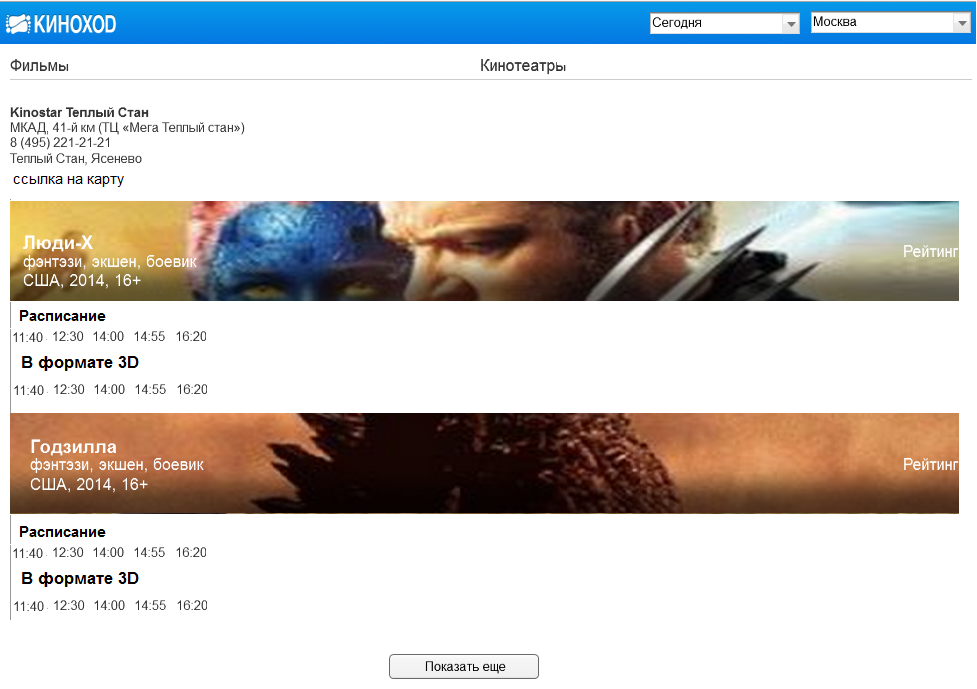 КИНОХОД
Сегодня
Москва
Фильмы
Кинотеатры
Kinostar Теплый Стан
МКАД, 41-й км (ТЦ «Мега Теплый стан»)
8 (495) 221-21-21
Теплый Стан, Ясенево
ссылка на карту
Люди-X
фэнтэзи, экшен, боевик
США, 2014, 16+
Рейтинг
Расписание
11:40 12:30 14:00 14:55 16:20
В формате 3D
11:40 12:30 14:00 14:55 16:20
Годзилла
фэнтэзи, экшен, боевик
США, 2014, 16+
Рейтинг
Расписание
11:40 12:30 14:00 14:55 16:20
В формате 3D
11:40 12:30 14:00 14:55 16:20
Показать еще